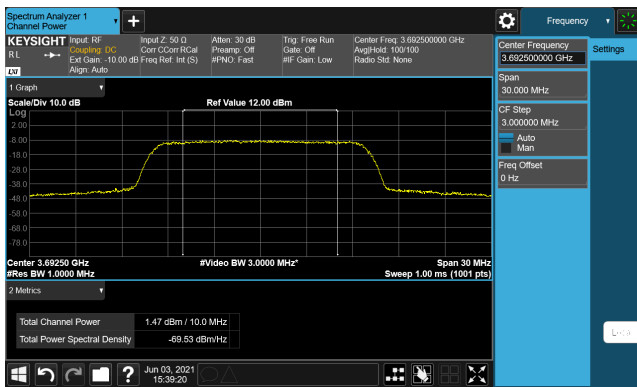 Spectrum Analyzer 1
Channel Power
Frequency
KEYSIGHT
R L
LXI
Input: RF
Coupling: DC
Ext Gain: -10.00 dB
Align: Auto
Input Z: 50 Ω
Corr CCorr RCal
Freq Ref: Int (S)
Atten: 30 dB
Preamp: Off
#PNO: Fast
Trig: Free Run
Gate: Off
#IF Gain: Low
Center Freq: 3.692500000 GHz
Avg|Hold: 100/100
Radio Std: None
Center Frequency
3.692500000 GHz
Settings
Span
30.000 MHz
CF Step
3.000000 MHz
Auto
Man
Freq Offset
0 Hz
1 Graph
Scale/Div 10.0 dB
Ref Value 12.00 dBm
Log
2.00
-8.00
-18.0
-28.0
-38.0
-48.0
-58.0
-68.0
-78.0
Center 3.69250 GHz
#Video BW 3.0000 MHz*
Span 30 MHz
#Res BW 1.0000 MHz
Sweep 1.00 ms (1001 pts)
2 Metrics
Total Channel Power 1.47 dBm / 10.0 MHz
Total Power Spectral Density -69.53 dBm/Hz
Jun 03, 2021
15:39:20